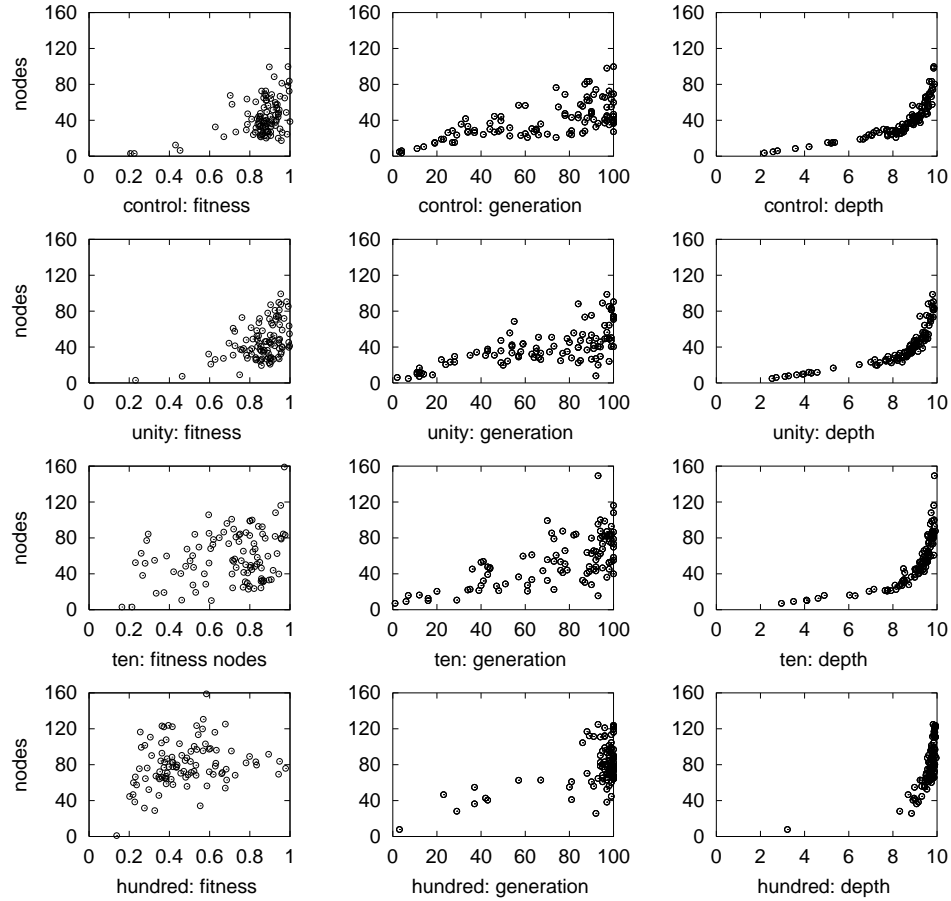 160
120
80
40
0
nodes
0 0.2 0.4 0.6 0.8 1
control: fitness
160
120
80
40
0
0 20 40 60 80 100
control: generation
160
120
80
40
0
0 2 4 6 8 10
control: depth
160
120
80
40
0
nodes
0 0.2 0.4 0.6 0.8 1
unity: fitness
160
120
80
40
0
0 20 40 60 80 100
unity: generation
160
120
80
40
0
0 2 4 6 8 10
unity: depth
160
120
80
40
0
nodes
0 0.2 0.4 0.6 0.8 1
ten: fitness nodes
160
120
80
40
0
0 20 40 60 80 100
ten: generation
160
120
80
40
0
0 2 4 6 8 10
ten: depth
160
120
80
40
0
nodes
0 0.2 0.4 0.6 0.8 1
hundred: fitness
160
120
80
40
0
0 20 40 60 80 100
hundred: generation
160
120
80
40
0
0 2 4 6 8 10
hundred: depth